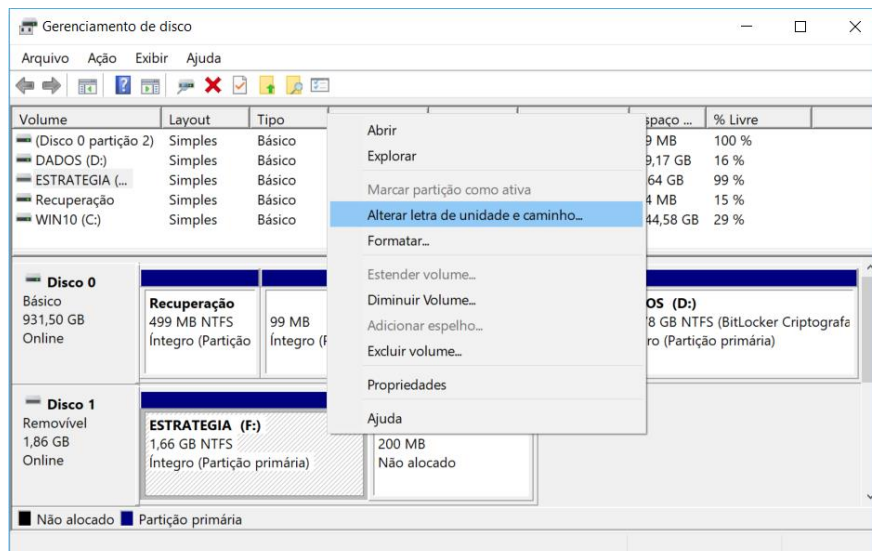 Gerenciamento de disco
Arquivo Ação Exibir Ajuda
Volume Layout Tipo spaço ... % Livre
(Disco 0 partição 2) Simples Básico 9 MB 100 %
DADOS (D:) Simples Básico 9,17 GB 16 %
ESTRATEGIA (... Simples Básico 64 GB 99 %
Recuperação Simples Básico 4 MB 15 %
WIN10 (C:) Simples Básico 44,58 GB 29 %
Abrir
Explorar
Marcar partição como ativa
Alterar letra de unidade e caminho...
Formatar...
Estender volume...
Diminuir Volume...
Adicionar espelho...
Excluir volume...
Propriedades
Ajuda
Disco 0
Básico
931,50 GB
Online
Recuperação
499 MB NTFS
Íntegro (Partição
99 MB
Íntegro (
OS (D:)
8 GB NTFS (BitLocker Criptografa
ro (Partição primária)
Disco 1
Removível
1,86 GB
Online
ESTRATEGIA (F:)
1,66 GB NTFS
Íntegro (Partição primária)
200 MB
Não alocado
Não alocado Partição primária